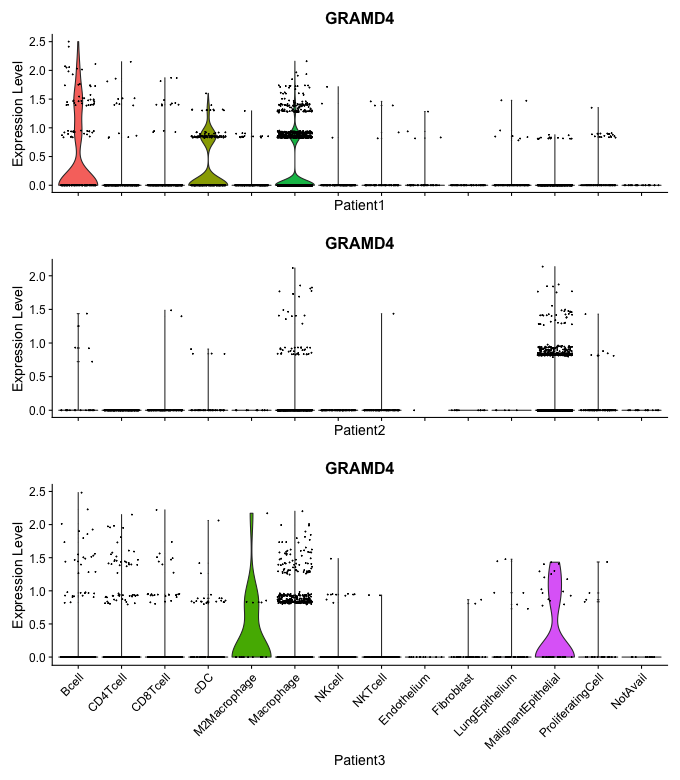 GRAMD4
Expression Level
2.5
2.0
1.5
1.0
0.5
0.0
Patient1
GRAMD4
Expression Level
2.0
1.5
1.0
0.5
0.0
Patient2
GRAMD4
Expression Level
2.5
2.0
1.5
1.0
0.5
0.0
Bcell
CD4Tcell
CD8Tcell
cDC
M2Macrophage
Macrophage
NKcell
NKTcell
Endothelium
Fibroblast
LungEpithelium
MalignantEpithelial
ProliferatingCell
NotAvail
Patient3